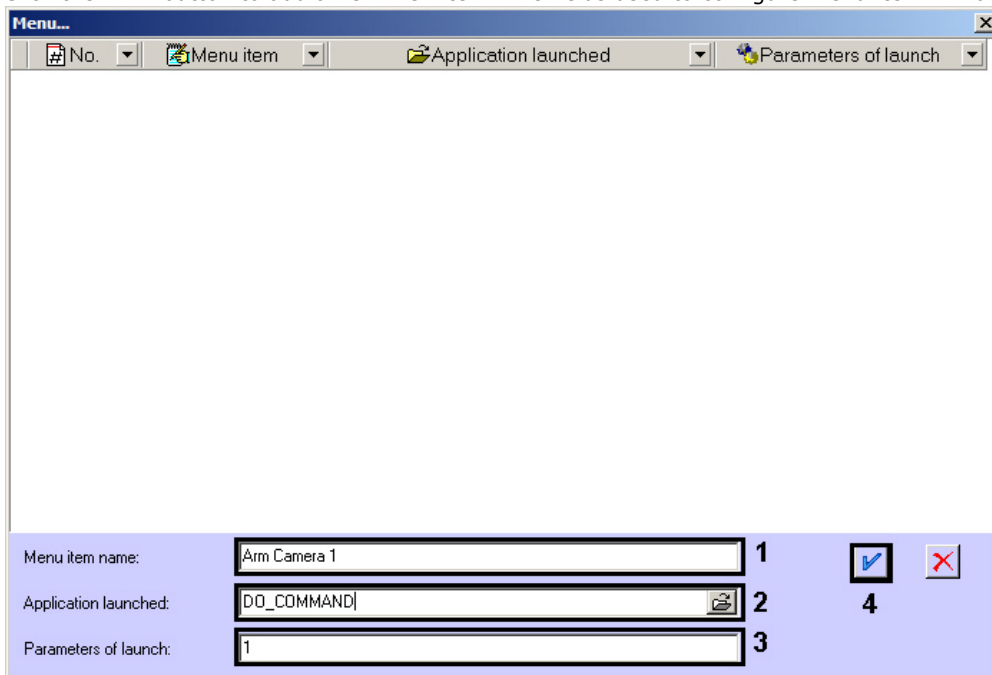 Menu...
No. Menu item Application launched Parameters of launch
Menu item name: Arm Camera 1 1
Application launched: DO_COMMAND 2 4
Parameters of launch: 1 3